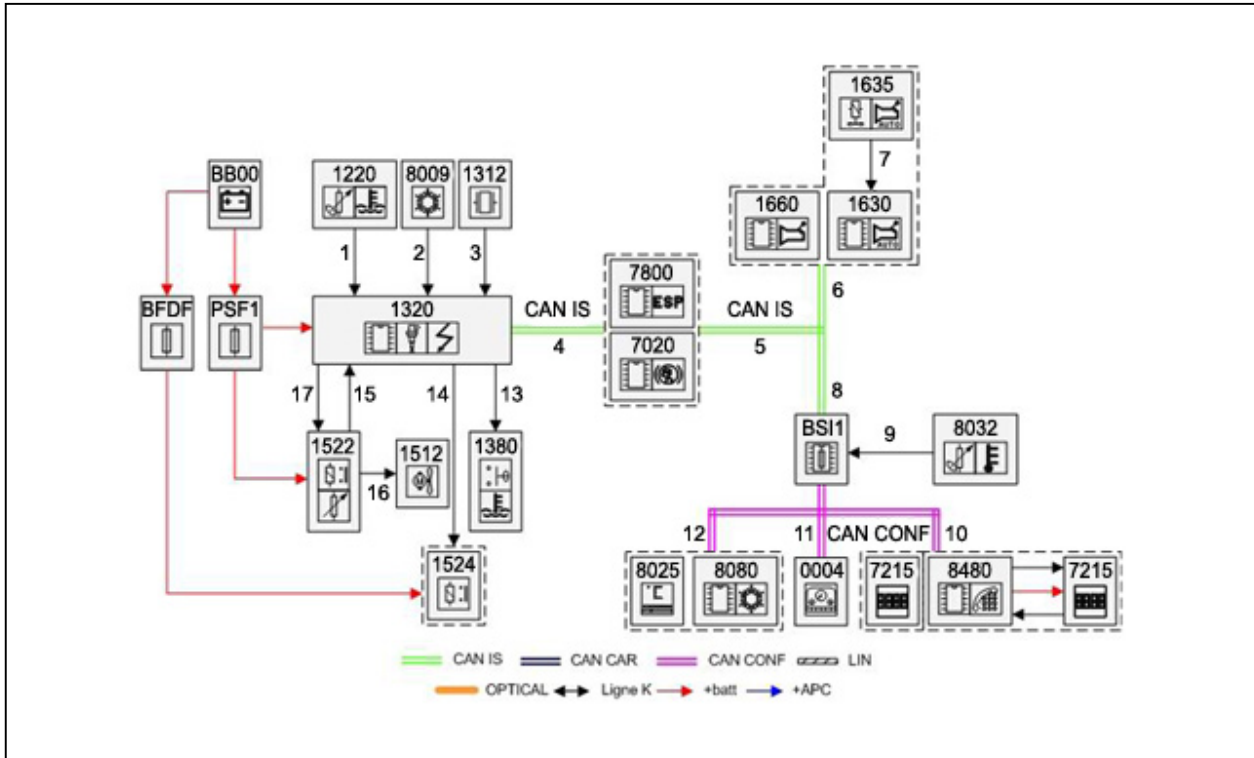 1635
7
BB00
1220
8009
1312
1660
1630
AUTO
AUTO
1
2
3
7800
ESP
6
BFDF
PSF1
1320
CAN IS
CAN IS
4
7020
5
17
15
14
13
8
BSI1
9
8032
1522
1512
1380
16
12
11
CAN CONF
10
1524
8025
°C
8080
0004
7215
8480
7215
CAN IS
CAN CAR
CAN CONF
LIN
OPTICAL
Ligne K
+batt
+APC